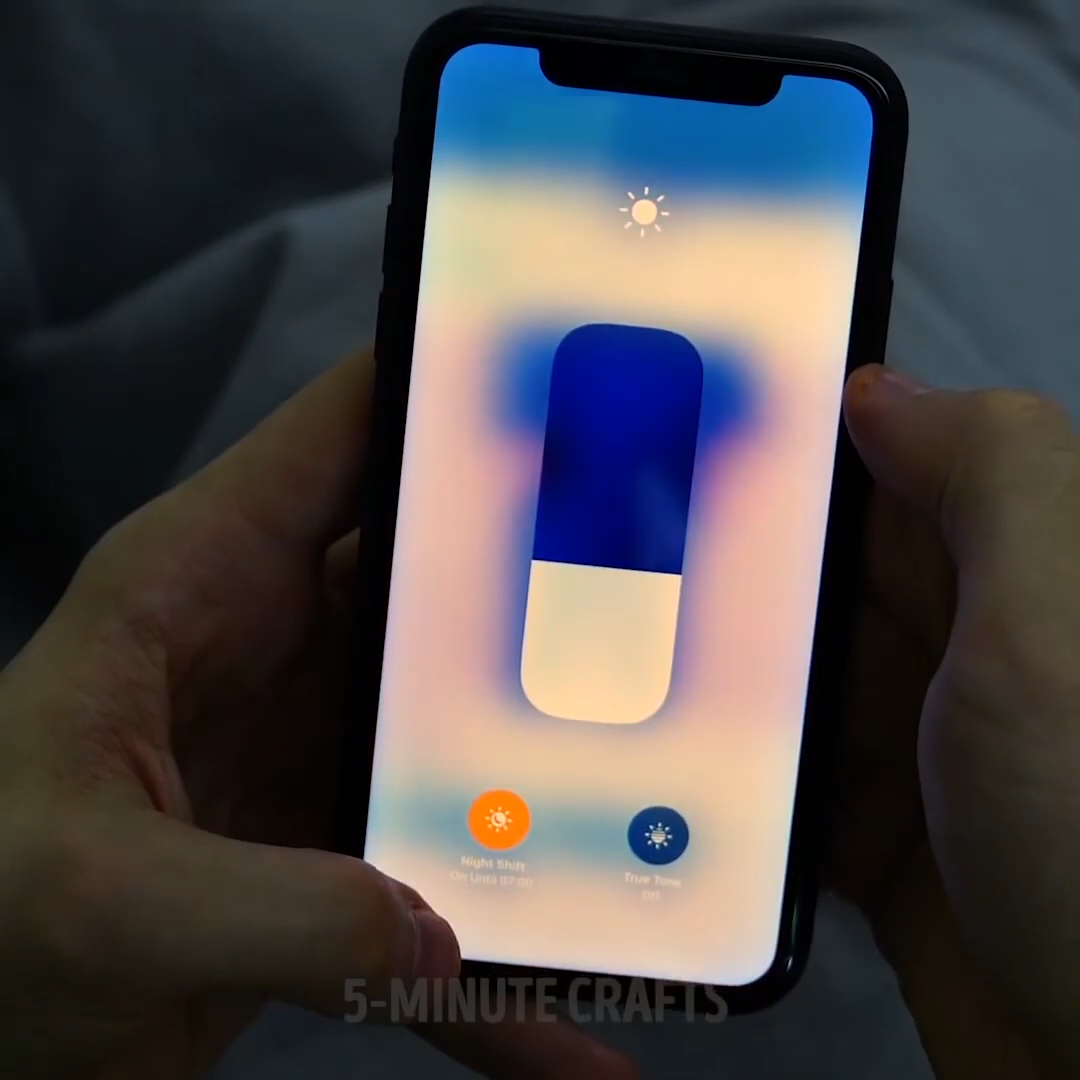 Night Shift
On Until 07:00
True Tone
Off
5-MINUTE CRAFTS